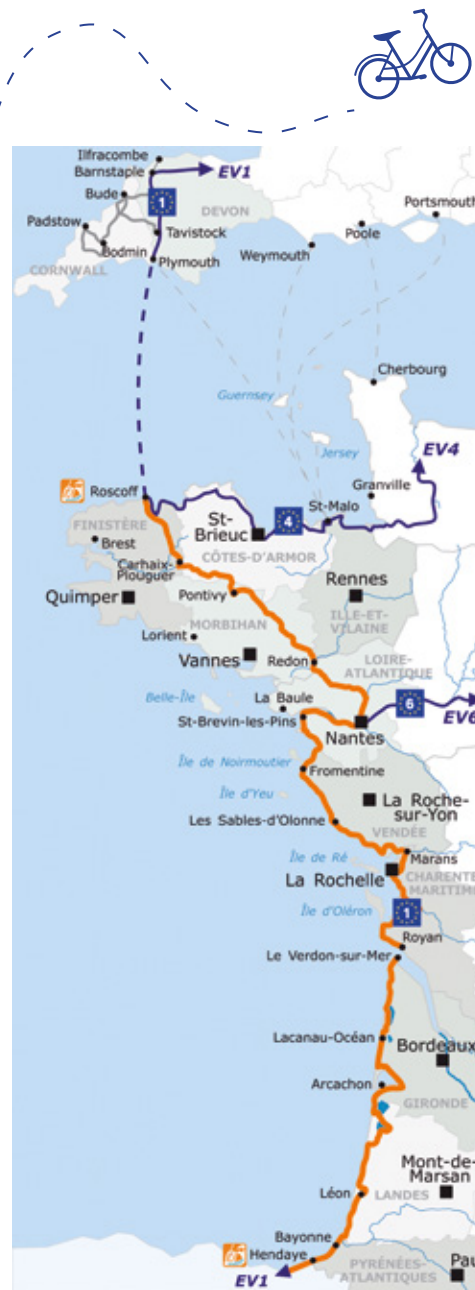 Ilfracombe
Barnstaple
EV1
Bude
1
DEVON
Portsmouth
Padstow
Tavistock
Poole
Bodmin
Weymouth
CORNWALL
Plymouth
Cherbourg
Guernsey
Jersey
EV4
Granville
Roscoff
St-Malo
St-
Brieuc
4
FINISTÈRE
Brest
CÔTES-D'ARMOR
Carhaix-
Plouguer
Rennes
Quimper
Pontivy
ILLE-ET-
VILAINE
MORBIHAN
Lorient
Vannes
Redon
LOIRE-
ATLANTIQUE
Belle-Île
La Baule
6
EV6
St-Brevin-les-Pins
Nantes
Île de Noirmoutier
Fromentine
Île d'Yeu
La Roche-
sur-Yon
Les Sables-d'Olonne
VENDÉE
Île de Ré
Marans
La Rochelle
CHARENTE
MARITIME
Île d'Oléron
1
Royan
Le Verdon-sur-Mer
Lacanau-Océan
Bordeaux
Arcachon
GIRONDE
Mont-de-
Marsan
Léon
LANDES
Bayonne
Hendaye
PYRÉNÉES-
ATLANTIQUES
Pau
EV1